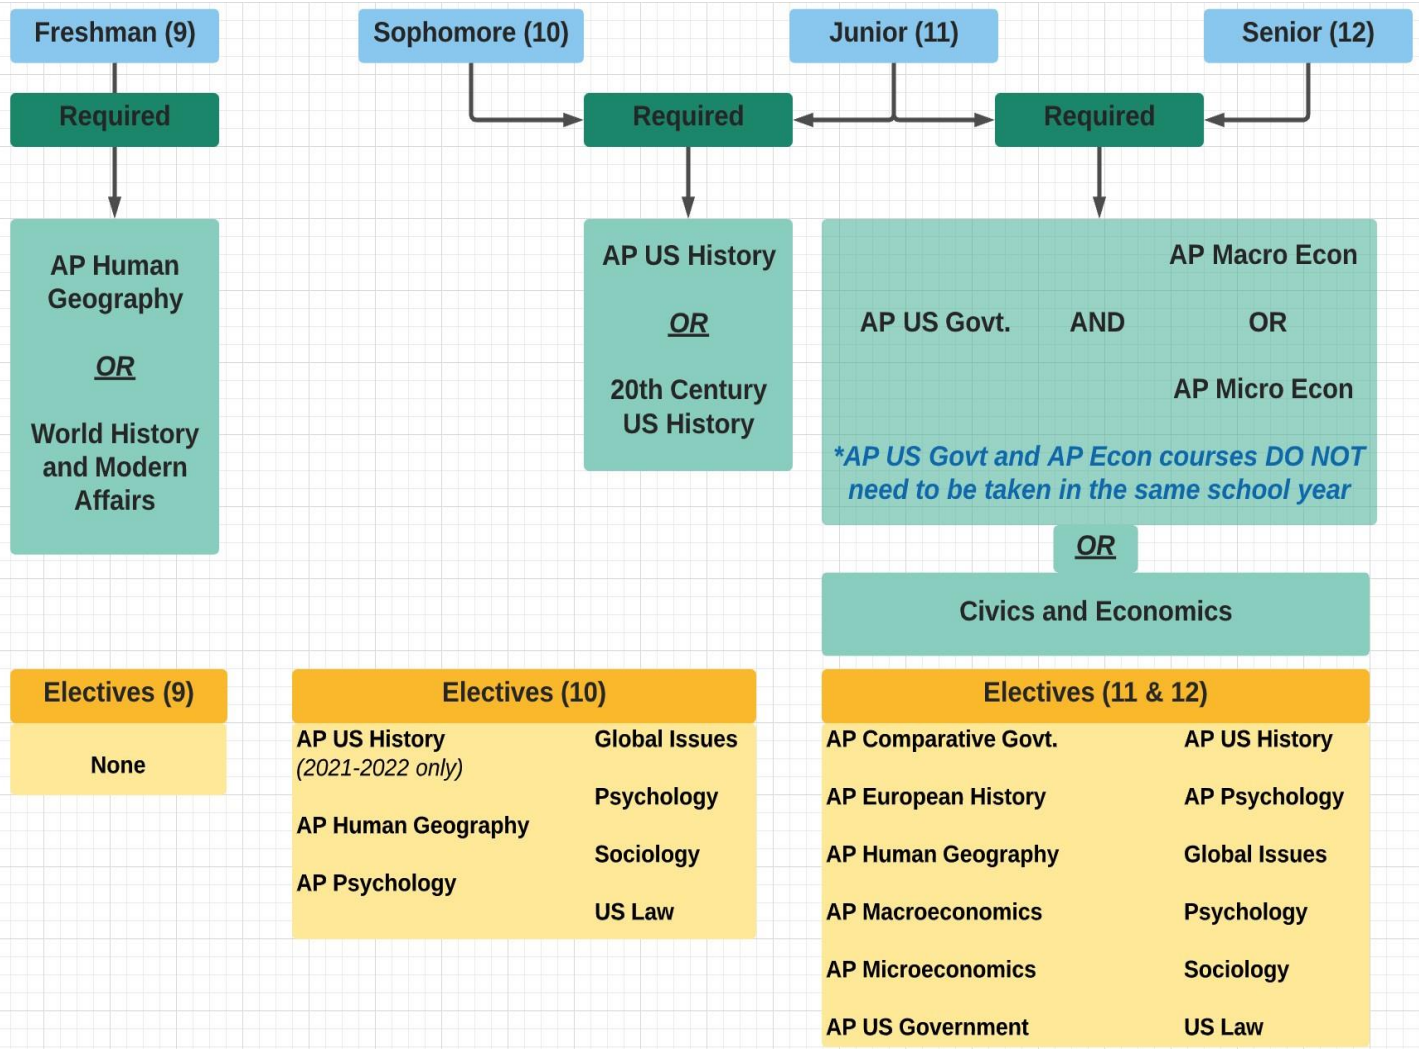 Freshman (9)
Sophomore (10)
Junior (11)
Senior (12)
Required
Required
Required
AP Human
Geography
OR
World History
and Modern
Affairs
AP US History
OR
20th Century
US History
AP US Govt.
AND
AP Macro Econ
OR
AP Micro Econ
*AP US Govt and AP Econ courses DO NOT
need to be taken in the same school year
OR
Civics and Economics
Electives (9)
None
Electives (10)
AP US History
(2021-2022 only)
AP Human Geography
AP Psychology
Global Issues
Psychology
Sociology
US Law
Electives (11 & 12)
AP Comparative Govt.
AP European History
AP Human Geography
AP Macroeconomics
AP Microeconomics
AP US Government
AP US History
AP Psychology
Global Issues
Psychology
Sociology
US Law